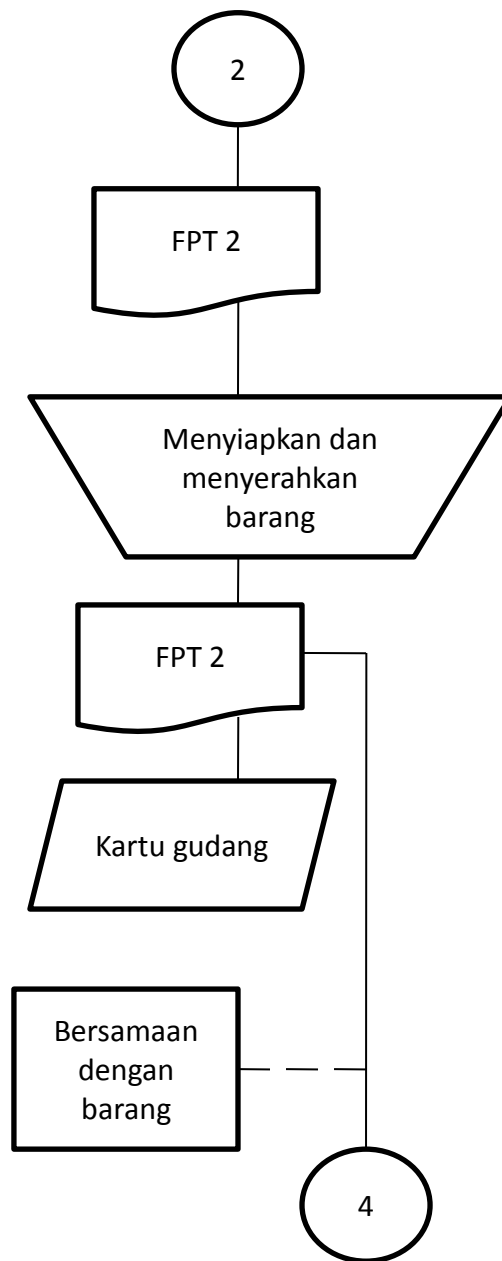 2
FPT 2
Menyiapkan dan
menyerahkan
barang
FPT 2
Kartu gudang
Bersamaan
dengan
barang
4